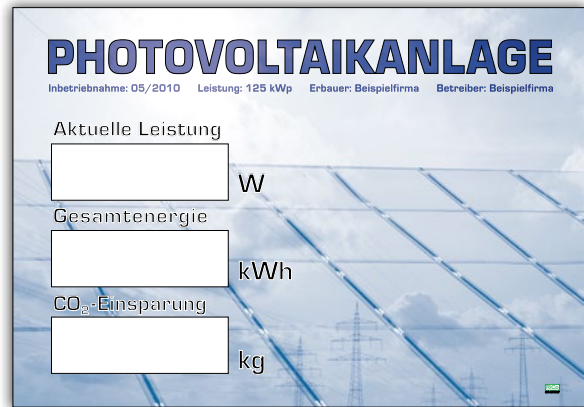 PHOTOVOLTAIKANLAGE
Inbetriebnahme: 05/2010 Leistung: 125 kWp Erbauer: Beispielfirma Betreiber: Beispielfirma
Aktuelle Leistung
W
Gesamtenergie
kWh
CO₂-Einsparung
kg